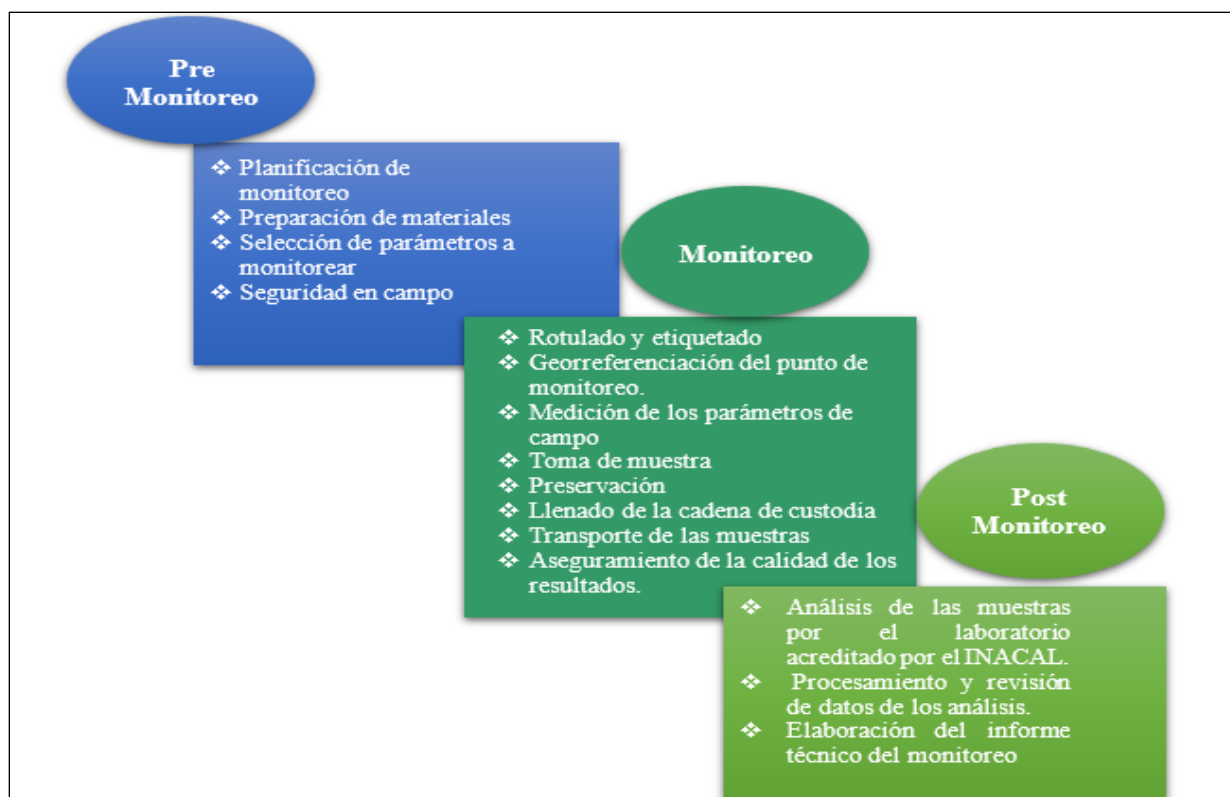 Pre
Monitoreo
❖ Planificación de
monitoreo
❖ Preparación de materiales
❖ Selección de parámetros a
monitorear
❖ Seguridad en campo
Monitoreo
❖ Rotulado y etiquetado
❖ Georreferenciación del punto de
monitoreo.
❖ Medición de los parámetros de
campo
❖ Toma de muestra
❖ Preservación
❖ Llenado de la cadena de custodia
❖ Transporte de las muestras
❖ Aseguramiento de la calidad de los
resultados.
Post
Monitoreo
❖ Análisis de las muestras
por el laboratorio
acreditado por el INACAL.
❖ Procesamiento y revisión
de datos de los análisis.
❖ Elaboración del informe
técnico del monitoreo